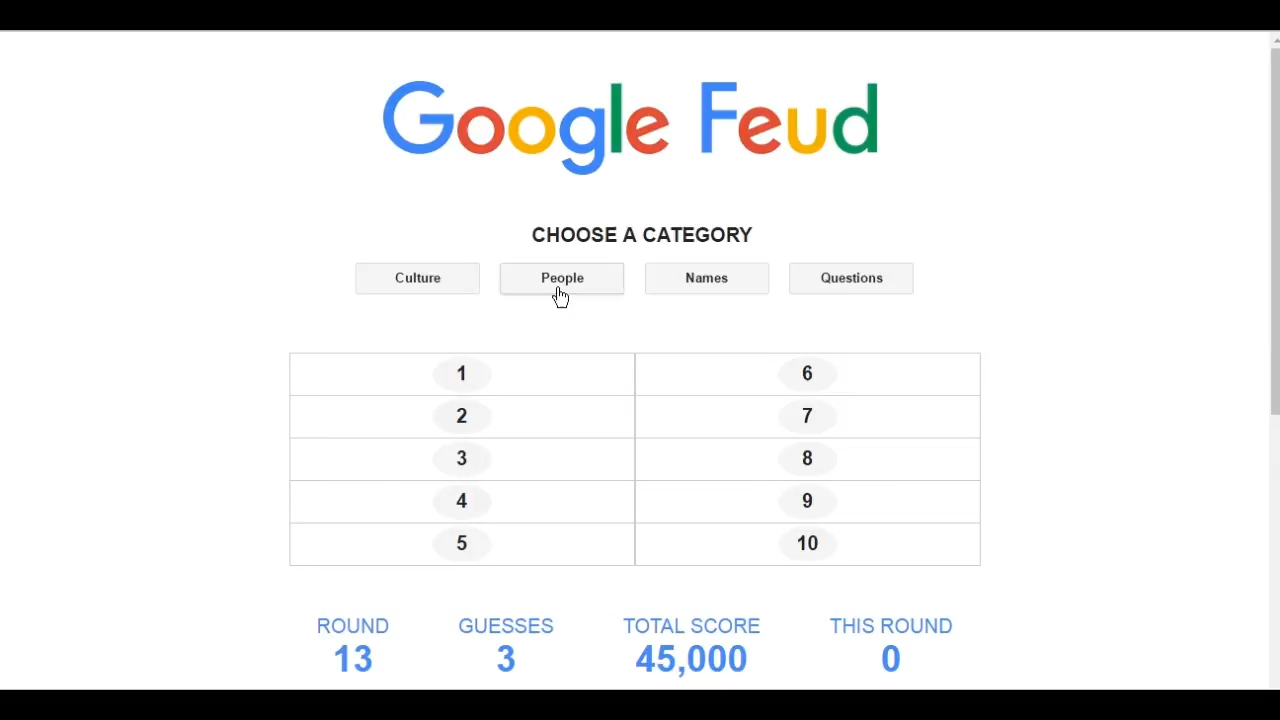 Google Feud
CHOOSE A CATEGORY
Culture People Names Questions
1 6
2 7
3 8
4 9
5 10
ROUND GUESSES TOTAL SCORE THIS ROUND
13 3 45,000 0